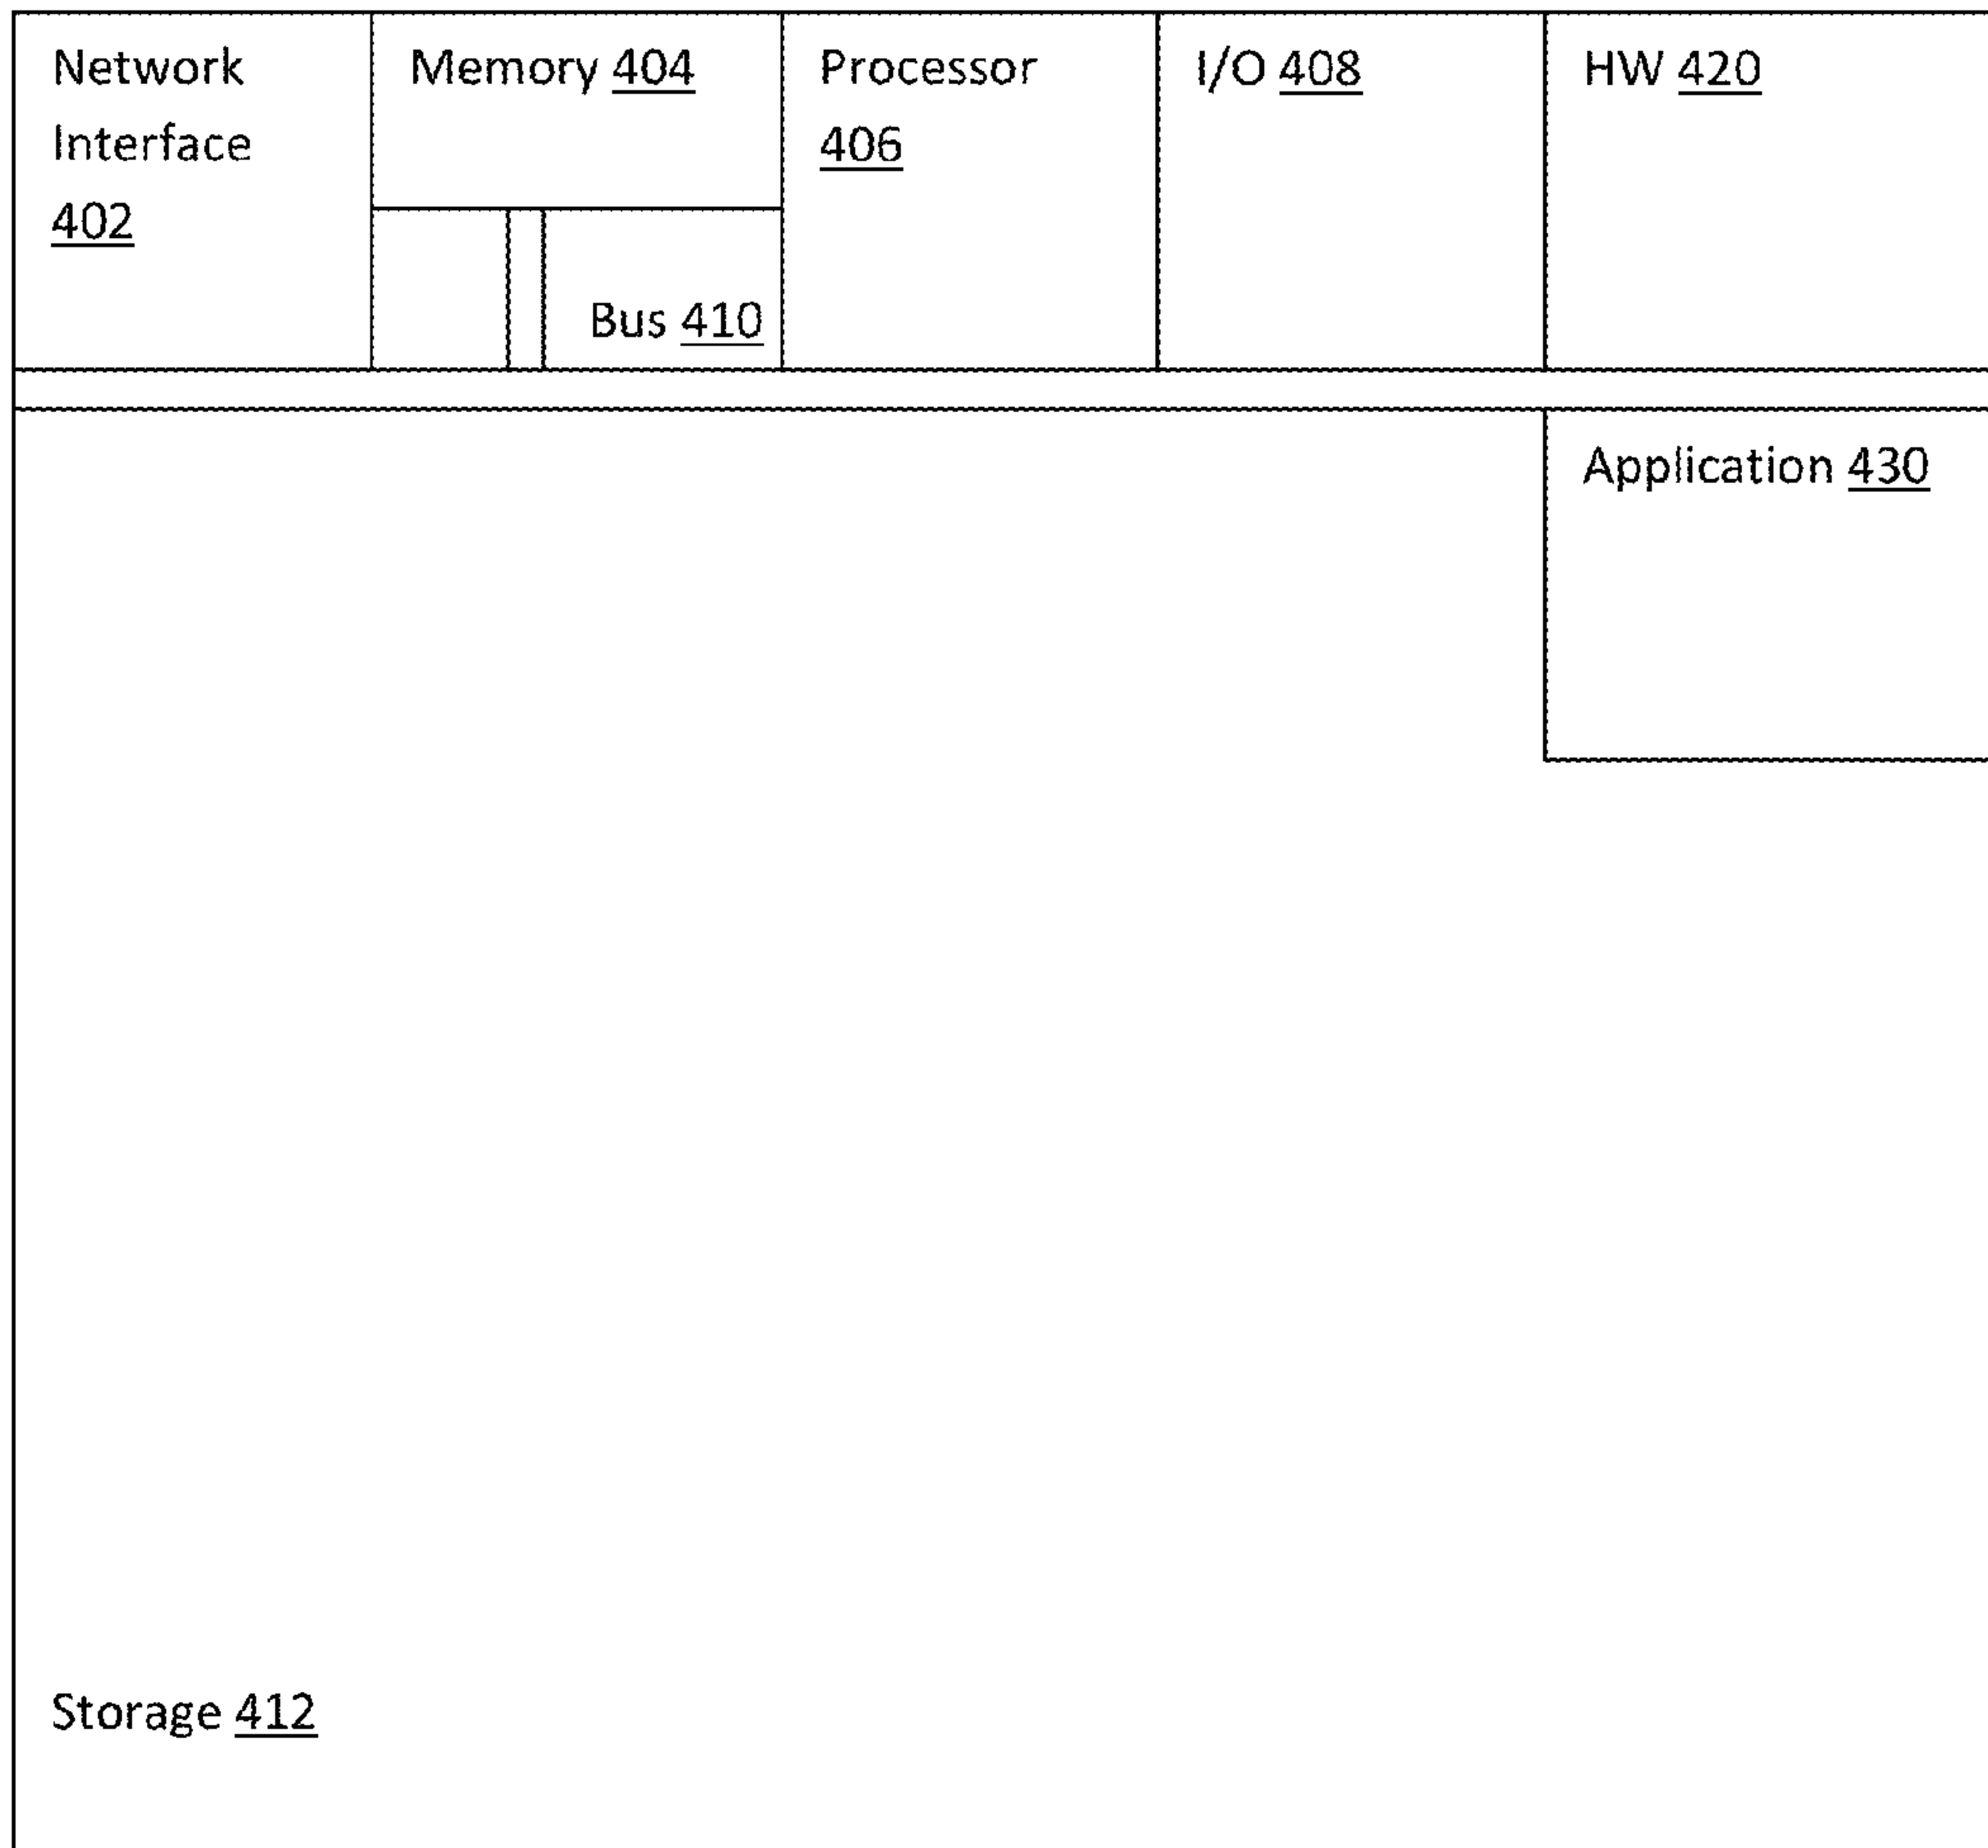 Network
Interface
402
Memory 404
Processor
406
I/O 408
HW 420
Bus 410
Application 430
Storage 412